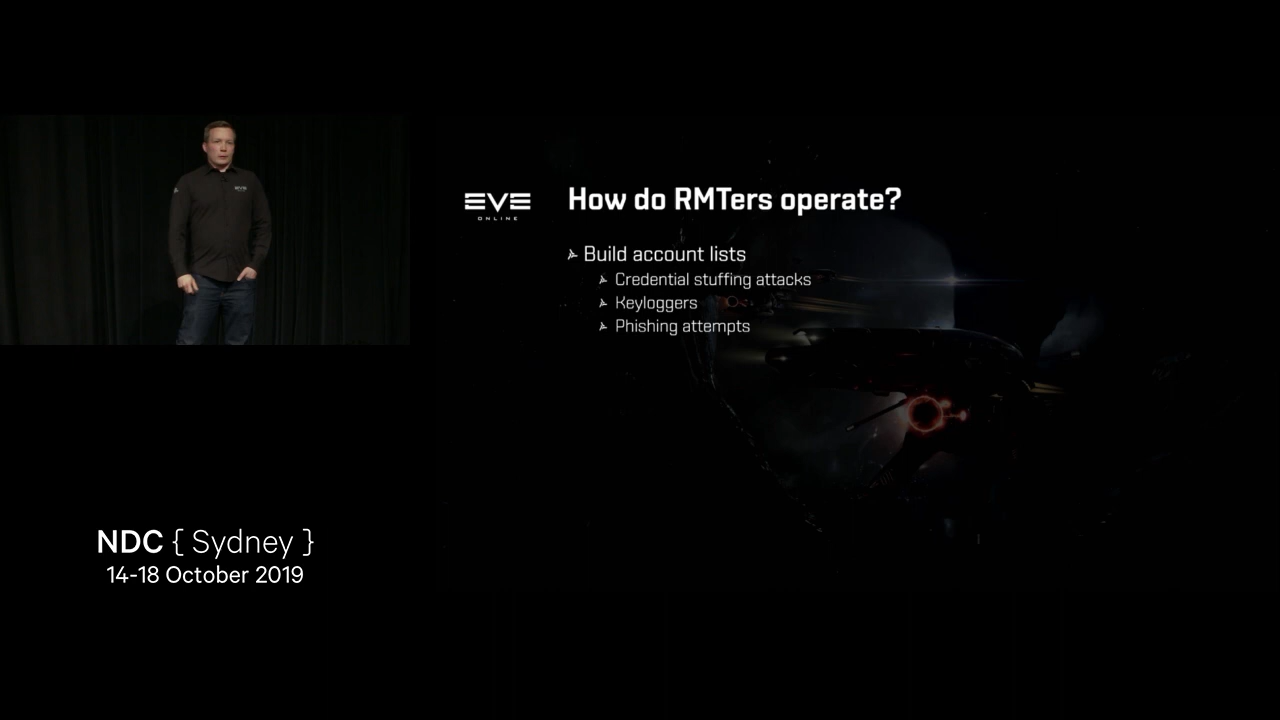 EVE
ONLINE
How do RMTers operate?
Build account lists
Credential stuffing attacks
Keyloggers
Phishing attempts
EVE
NDC { Sydney }
14-18 October 2019